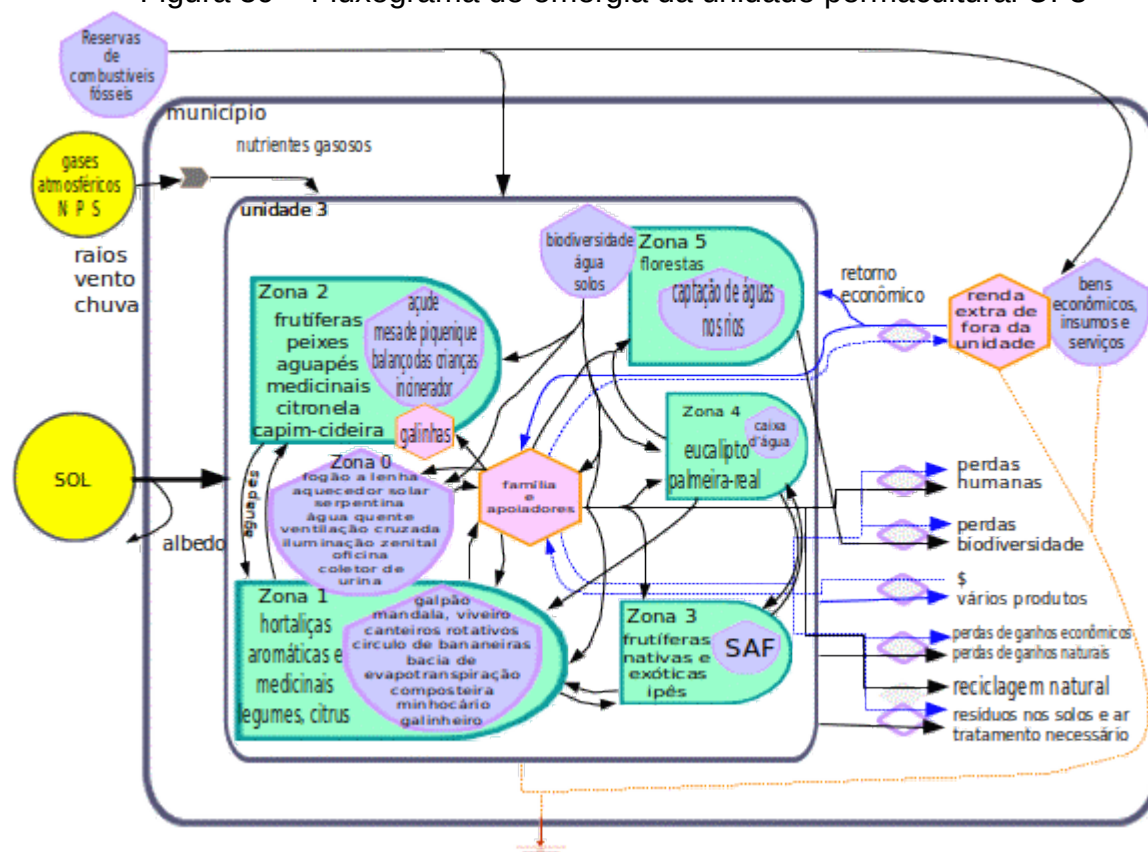 Reservas
de
combustíveis
fósseis
município
gases
atmosféricos
N P S
nutrientes gasosos
raios
vento
chuva
unidade 3
biodiversidade
água
solos
Zona 5
florestas
captação de águas
nos rios
retorno
econômico
renda
extra de
fora da
unidade
bens
econômicos,
insumos e
serviços
Zona 2
frutíferas
peixes
aguapés
medicinais
citronela
capim-cideira
açude
mesa de piquenique
balanço das crianças
incinerador
galinhas
Zona 4
eucalipto
palmeira-real
caixa
d'água
SOL
albedo
aguapés
Zona 0
fogão a lenha
aquecedor solar
serpentina
água quente
ventilação cruzada
iluminação zenital
oficina
coletor de
urina
família
e
apoiadores
perdas
humanas
perdas
biodiversidade
$
vários produtos
perdas de ganhos econômicos
perdas de ganhos naturais
reciclagem natural
resíduos nos solos e ar
tratamento necessário
Zona 1
hortaliças
aromáticas e
medicinais
legumes, citrus
galpão
mandala, viveiro
canteiros rotativos
circulo de bananeiras
bacia de
evapotranspiração
composteira
minhocário
galinheiro
Zona 3
frutíferas
nativas e
exóticas
ipês
SAF